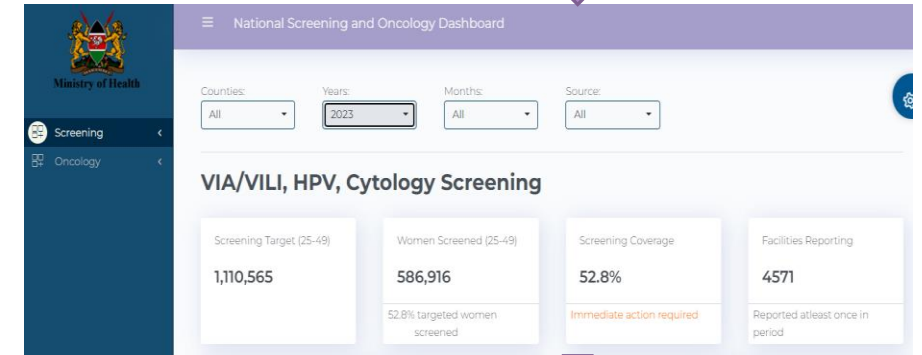 Ministry of Health
Screening
Oncology
National Screening and Oncology Dashboard
Counties: Years: Months: Source:
All 2023 All All
VIA/VILI, HPV, Cytology Screening
Screening Target (25-49)
1,110,565
Women Screened (25-49)
586,916
52.8% targeted women
screened
Screening Coverage
52.8%
Immediate action required
Facilities Reporting
4571
Reported atleast once in
period